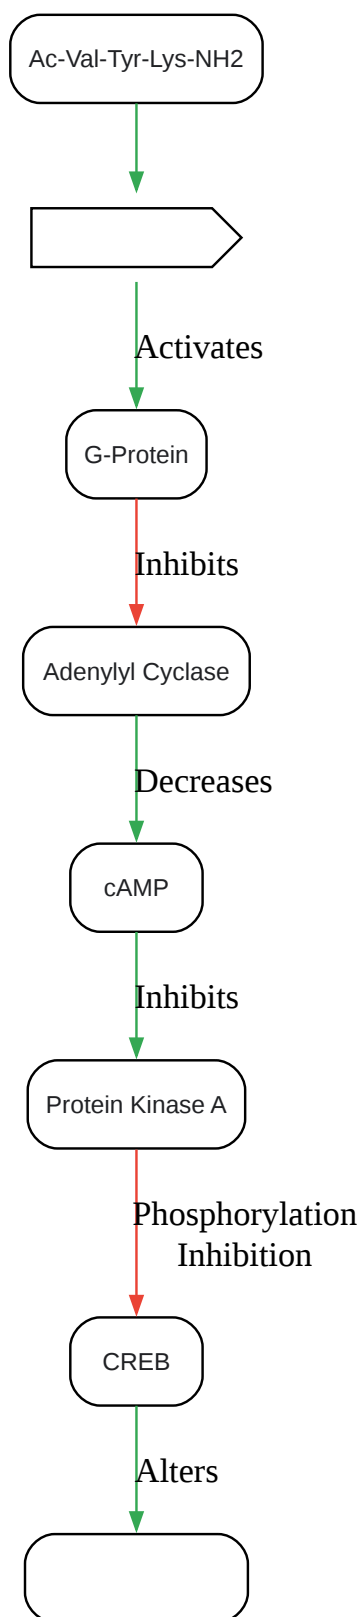 Ac-Val-Tyr-Lys-NH2
Activates
G-Protein
Inhibits
Adenylyl Cyclase
Decreases
cAMP
Inhibits
Protein Kinase A
Phosphorylation
Inhibition
CREB
Alters